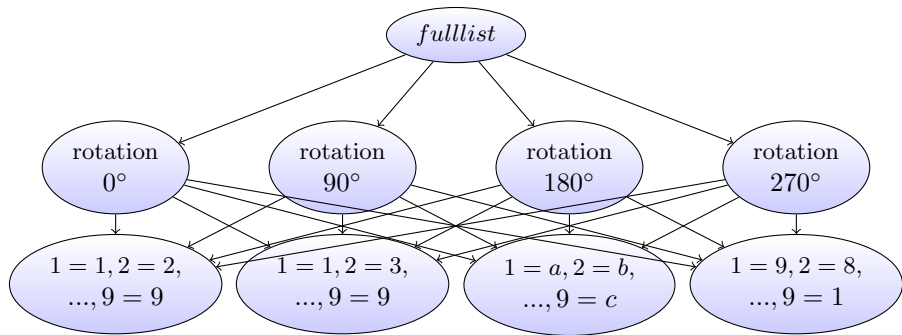 fulllist
rotation
0°
rotation
90°
rotation
180°
rotation
270°
1 = 1, 2 = 2,
..., 9 = 9
1 = 1, 2 = 3,
..., 9 = 9
1 = a, 2 = b,
..., 9 = c
1 = 9, 2 = 8,
..., 9 = 1